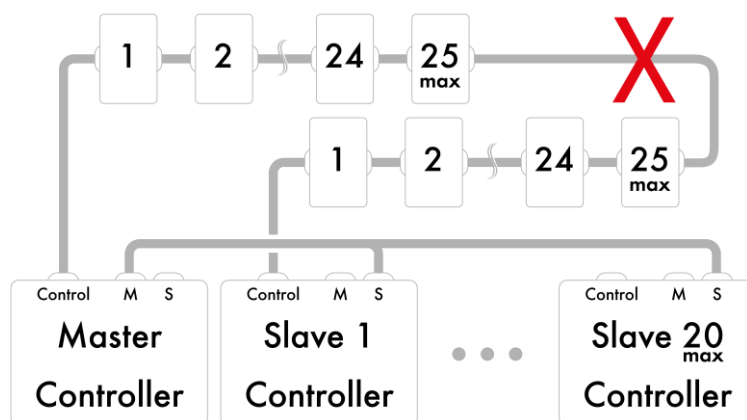 1 2 24 25
max
1 2 24 25
max
Control M S Control M S Control M S
Master Slave 1 Slave 20
max
Controller Controller Controller